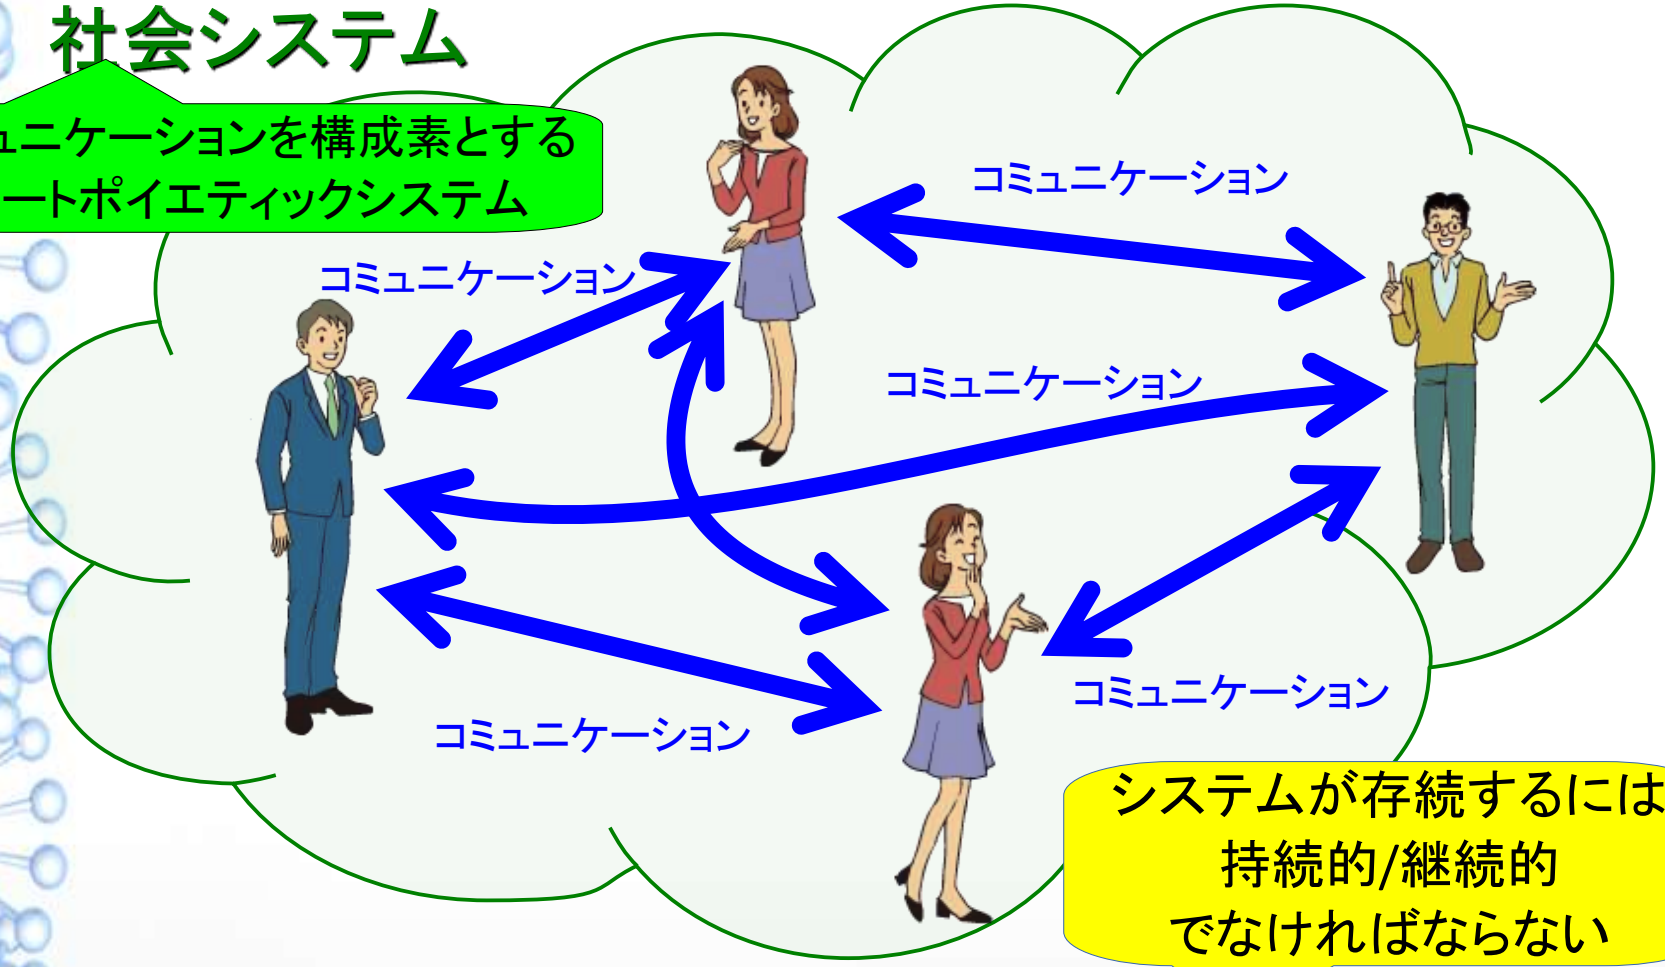 社会システム
ュニケーションを構成素とする
ートポイエティックシステム
コミュニケーション
コミュニケーション
コミュニケーション
コミュニケーション
コミュニケーション
システムが存続するには
持続的/継続的
でなければならない